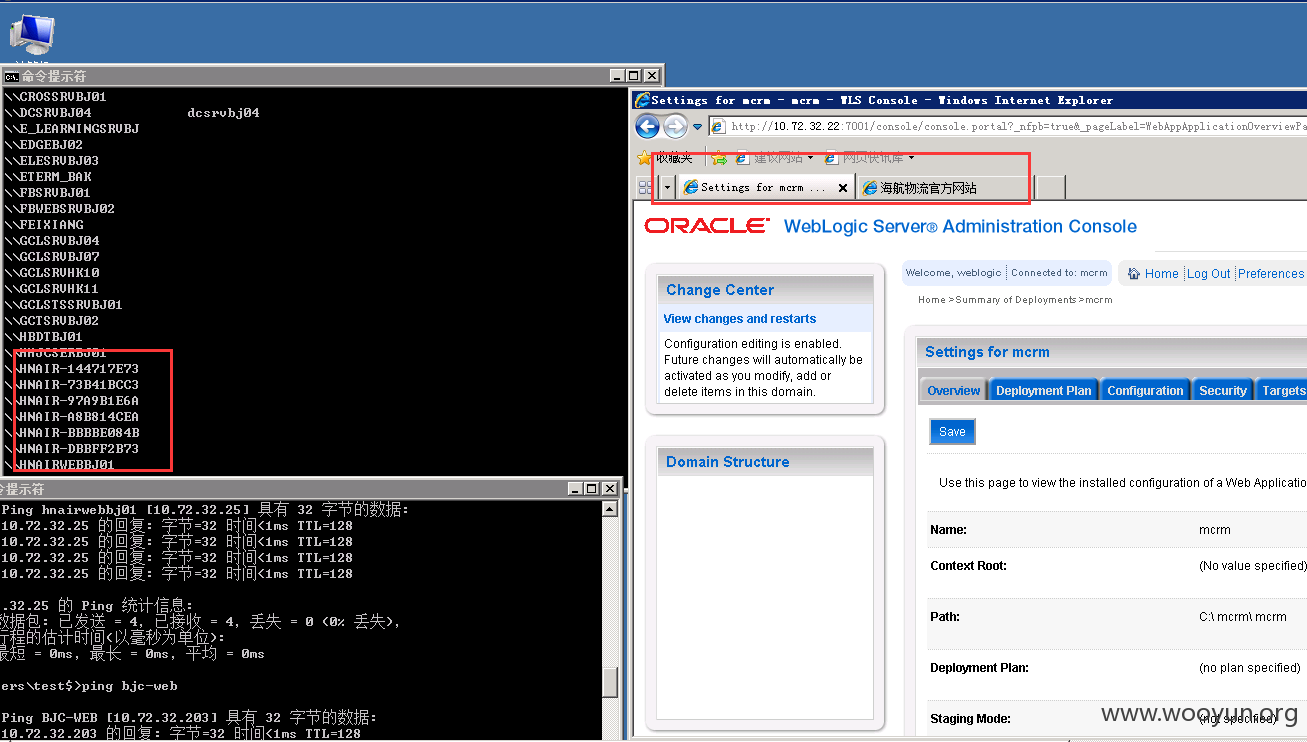 命令提示符
\\CROSSRVBJ01
\\DCSRVBJ04 dcsrvbj04
\\E_LEARNINGSRVBJ
\\EDGEBJ02
\\ELESRVBJ03
\\ETERM_BAK
\\FBSRVBJ01
\\FBWEBSRVBJ02
\\FEIXIANG
\\GCLSRVBJ04
\\GCLSRVBJ07
\\GCLSRVHK10
\\GCLSRVHK11
\\GCLSTSSRVBJ01
\\GCTSRVBJ02
\\HBDTBJ01
\\HHJCSERBJ01
\\HNAIR-144717E73
\\HNAIR-73B41BCC3
\\HNAIR-97A9B1E6A
\\HNAIR-A8B814CEA
\\HNAIR-BBBBE084B
\\HNAIR-DBBFF2B73
\\HNAIRWEBBJ01
令提示符
Ping hnairwebbj01 [10.72.32.25] 具有 32 字节的数据:
10.72.32.25 的回复: 字节=32 时间<1ms TTL=128
10.72.32.25 的回复: 字节=32 时间<1ms TTL=128
10.72.32.25 的回复: 字节=32 时间<1ms TTL=128
10.72.32.25 的回复: 字节=32 时间<1ms TTL=128
.32.25 的 Ping 统计信息:
数据包: 已发送 = 4, 已接收 = 4, 丢失 = 0 (0% 丢失),
行程的估计时间(以毫秒为单位):
最短 = 0ms, 最长 = 0ms, 平均 = 0ms
ers\test$>ping bjc-web
Ping BJC-WEB [10.72.32.203] 具有 32 字节的数据:
10.72.32.203 的回复: 字节=32 时间<1ms TTL=128
Settings for mcrm - mcrm - WLS Console - Windows Internet Explorer
http://10.72.32.22:7001/console/console.portal?_nfpb=true&_pageLabel=WebAppApplicationOverviewPa
收藏夹 建议网站 网页快讯库
Settings for mcrm ... 海航物流官方网站
ORACLE WebLogic Server® Administration Console
Welcome, weblogic Connected to: mcrm Home Log Out Preferences
Home >Summary of Deployments >mcrm
Change Center
View changes and restarts
Configuration editing is enabled.
Future changes will automatically be
activated as you modify, add or
delete items in this domain.
Domain Structure
Settings for mcrm
Overview Deployment Plan Configuration Security Targets
Save
Use this page to view the installed configuration of a Web Applicatio
Name: mcrm
Context Root: (No value specified)
Path: C:\ mcrm\ mcrm
Deployment Plan: (no plan specified)
Staging Mode: (not specified)
www.wooyun.org